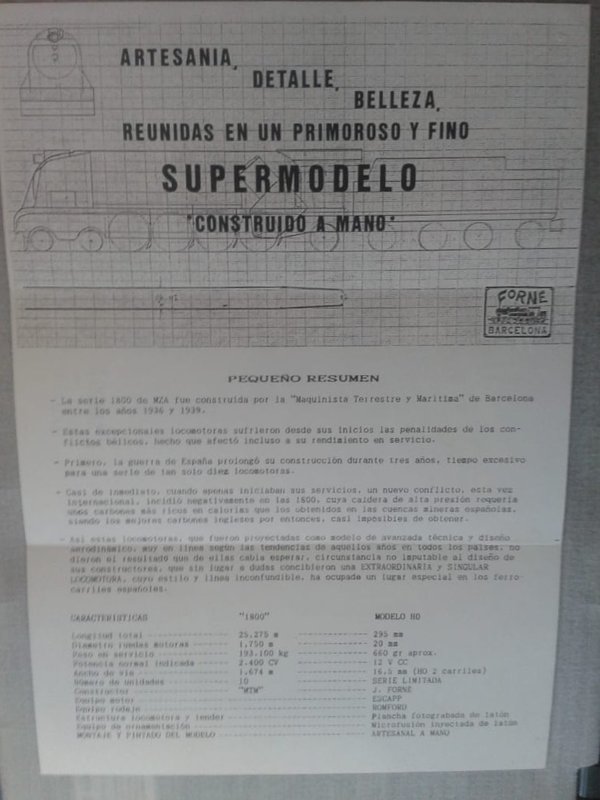 ARTESANIA,
DETALLE,
BELLEZA,
REUNIDAS EN UN PRIMOROSO Y FINO
SUPERMODELO
"CONSTRUIDO A MANO"
FORNE
BARCELONA
PEQUEÑO RESUMEN
- La serie 1800 de MZA fue construida por la "Maquinista Terrestre y Marítima" de Barcelona
entre los años 1936 y 1939.
- Estas excepcionales locomotoras sufrieron desde sus inicios las penalidades de los con-
flictos bélicos, hecho que afectó incluso a su rendimiento en servicio.
- Primero, la guerra de España prolongó su construcción durante tres años, tiempo excesivo
para una serie de tan solo diez locomotoras.
- Casi de inmediato, cuando apenas iniciaban sus servicios, un nuevo conflicto, esta vez
internacional, incidió negativamente en las 1800, cuya caldera de alta presión requería
unos carbones más ricos en calorias que los obtenidos en las cuencas mineras españolas,
siendo los mejores carbones ingleses por entonces, casi imposibles de obtener.
- Así estas locomotoras, que fueron proyectadas como modelo de avanzada técnica y diseño
aerodinámico, muy en línea según las tendencias de aquellos años en todos los países, no
dieron el resultado que de ellas cabía esperar, circunstancia no imputable al diseño de
sus constructores, que sin lugar a dudas concibieron una EXTRAORDINARIA y SINGULAR
LOCOMOTORA, cuyo estilo y línea inconfundible, ha ocupado un lugar especial en los ferro-
carriles españoles.
CARACTERISTICAS "1800" MODELO HO
Longitud total 25,275 m 295 mm
Diametro ruedas motoras 1,750 m 20 mm
Peso en servicio 193.100 kg 660 gr aprox.
Potencia normal indicada 2.400 CV 12 V CC
Ancho de vía 1,674 m 16,5 mm (HO 2 carriles)
Número de unidades 10 SERIE LIMITADA
Constructor "MTM" J. FORNE
Equipo motor ESCAPP
Equipo rodaje ROMFORD
Estructura locomotora y tender Plancha fotograbada de latón
Equipo de ornamentación Microfusión inyectada de latón
MONTAJE Y PINTADO DEL MODELO ARTESANAL A MANO